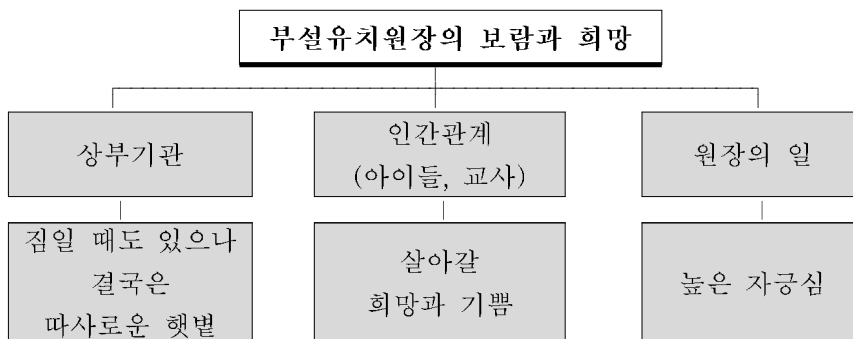 부설유치원장의 보람과 희망
상부기관
인간관계
(아이들, 교사)
원장의 일
짐일 때도 있으나
결국은
따사로운 햇볕
살아갈
희망과 기쁨
높은 자긍심